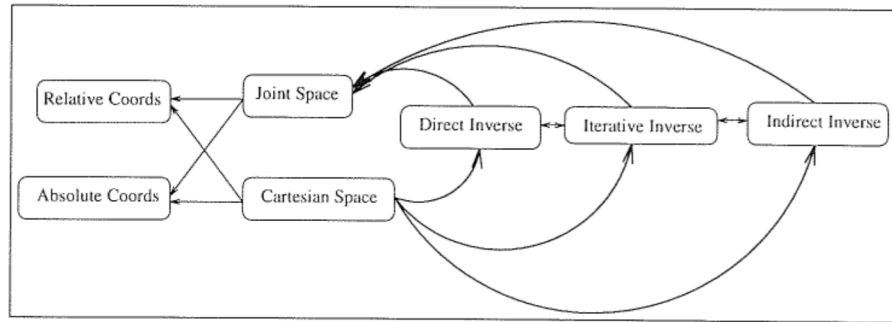 Relative Coords
Joint Space
Direct Inverse
Iterative Inverse
Indirect Inverse
Absolute Coords
Cartesian Space